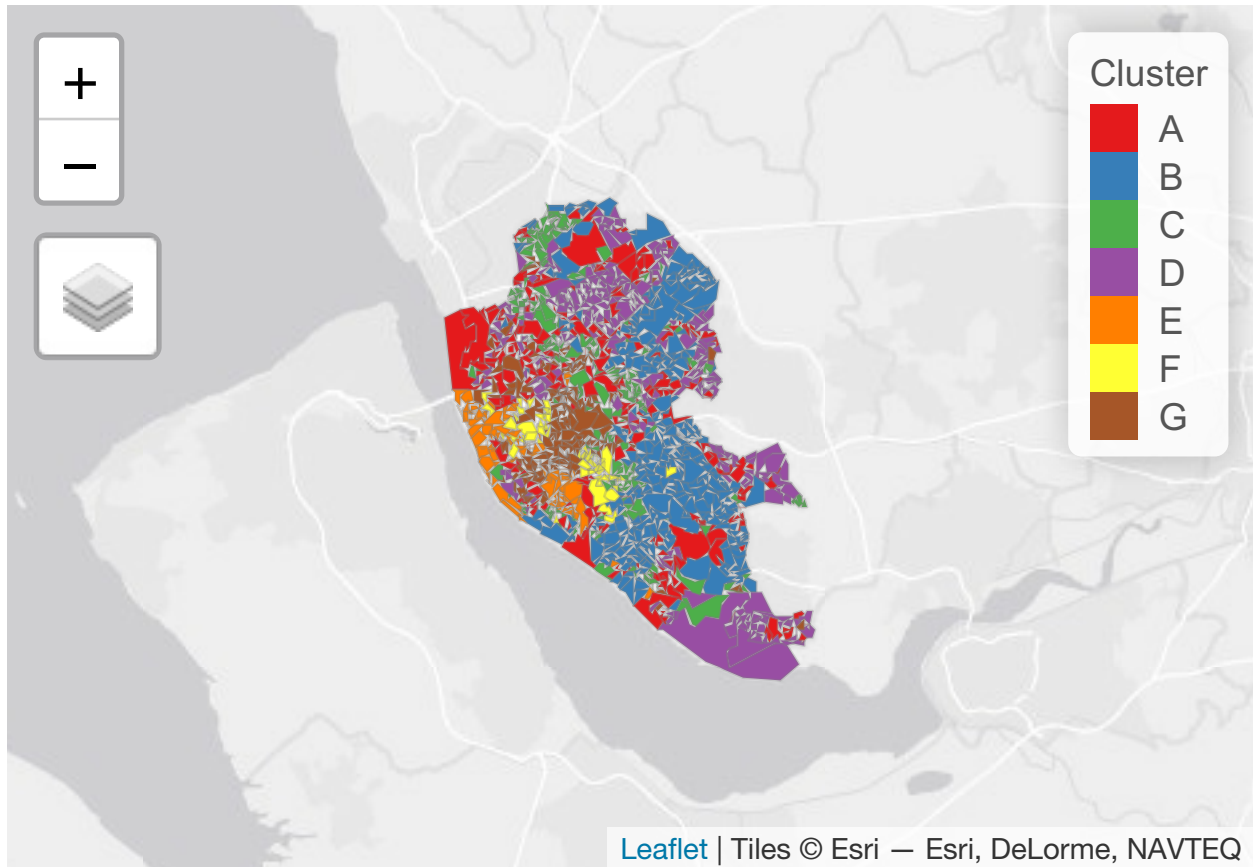 +
−
Cluster
A
B
C
D
E
F
G
Leaflet | Tiles © Esri — Esri, DeLorme, NAVTEQ